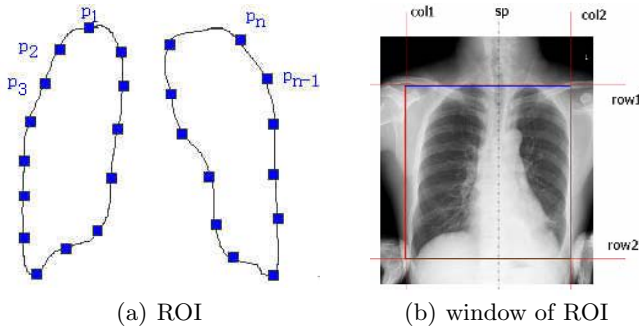 p1
p2
p3
pn
pn-1
col1
sp
col2
row1
row2
(a) ROI
(b) window of ROI